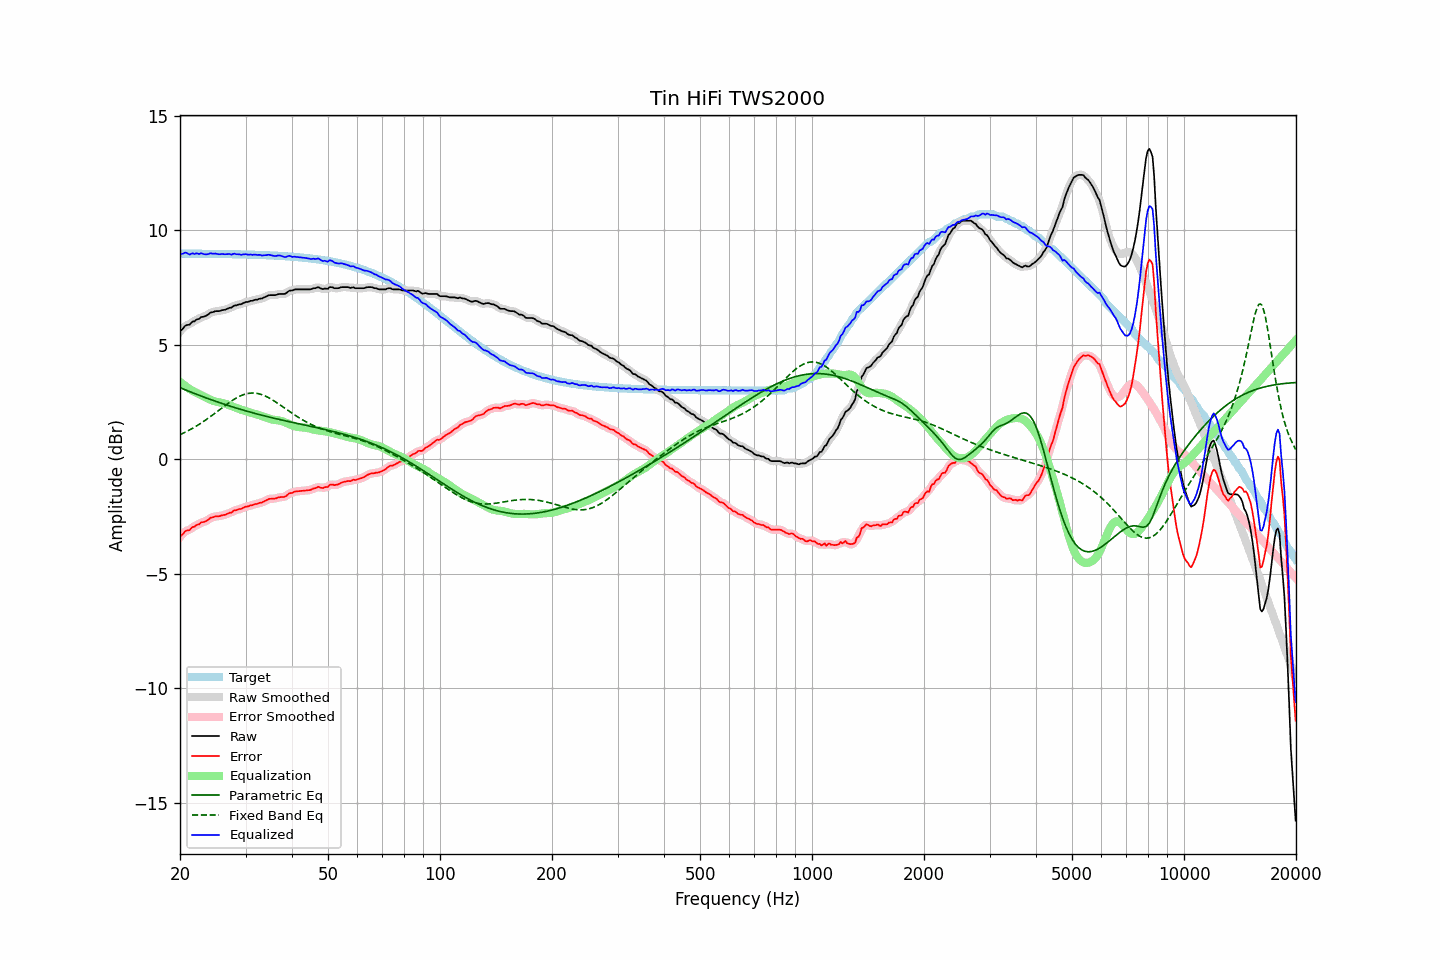 Tin HiFi TWS2000
Amplitude (dBr)
15
10
5
0
−5
−10
−15
Target
Raw Smoothed
Error Smoothed
Raw
Error
Equalization
Parametric Eq
Fixed Band Eq
Equalized
20 50 100 200 500 1000 2000 5000 10000 20000
Frequency (Hz)